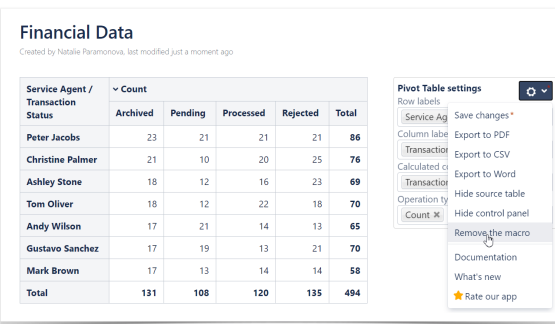 Financial Data
Created by Natalie Paramonova, last modified just a moment ago
Service Agent / Transaction Status Count
Archived Pending Processed Rejected Total
Peter Jacobs 23 21 21 21 86
Christine Palmer 21 10 20 25 76
Ashley Stone 18 12 16 23 69
Tom Oliver 18 12 22 18 70
Andy Wilson 17 21 14 13 65
Gustavo Sanchez 17 19 13 21 70
Mark Brown 17 13 14 14 58
Total 131 108 120 135 494
Pivot Table settings
Row labels
Service Ag
Column labe
Transaction
Calculated co
Transaction
Operation ty
Count ✖
Save changes*
Export to PDF
Export to CSV
Export to Word
Hide source table
Hide control panel
Remove the macro
Documentation
What's new
Rate our app